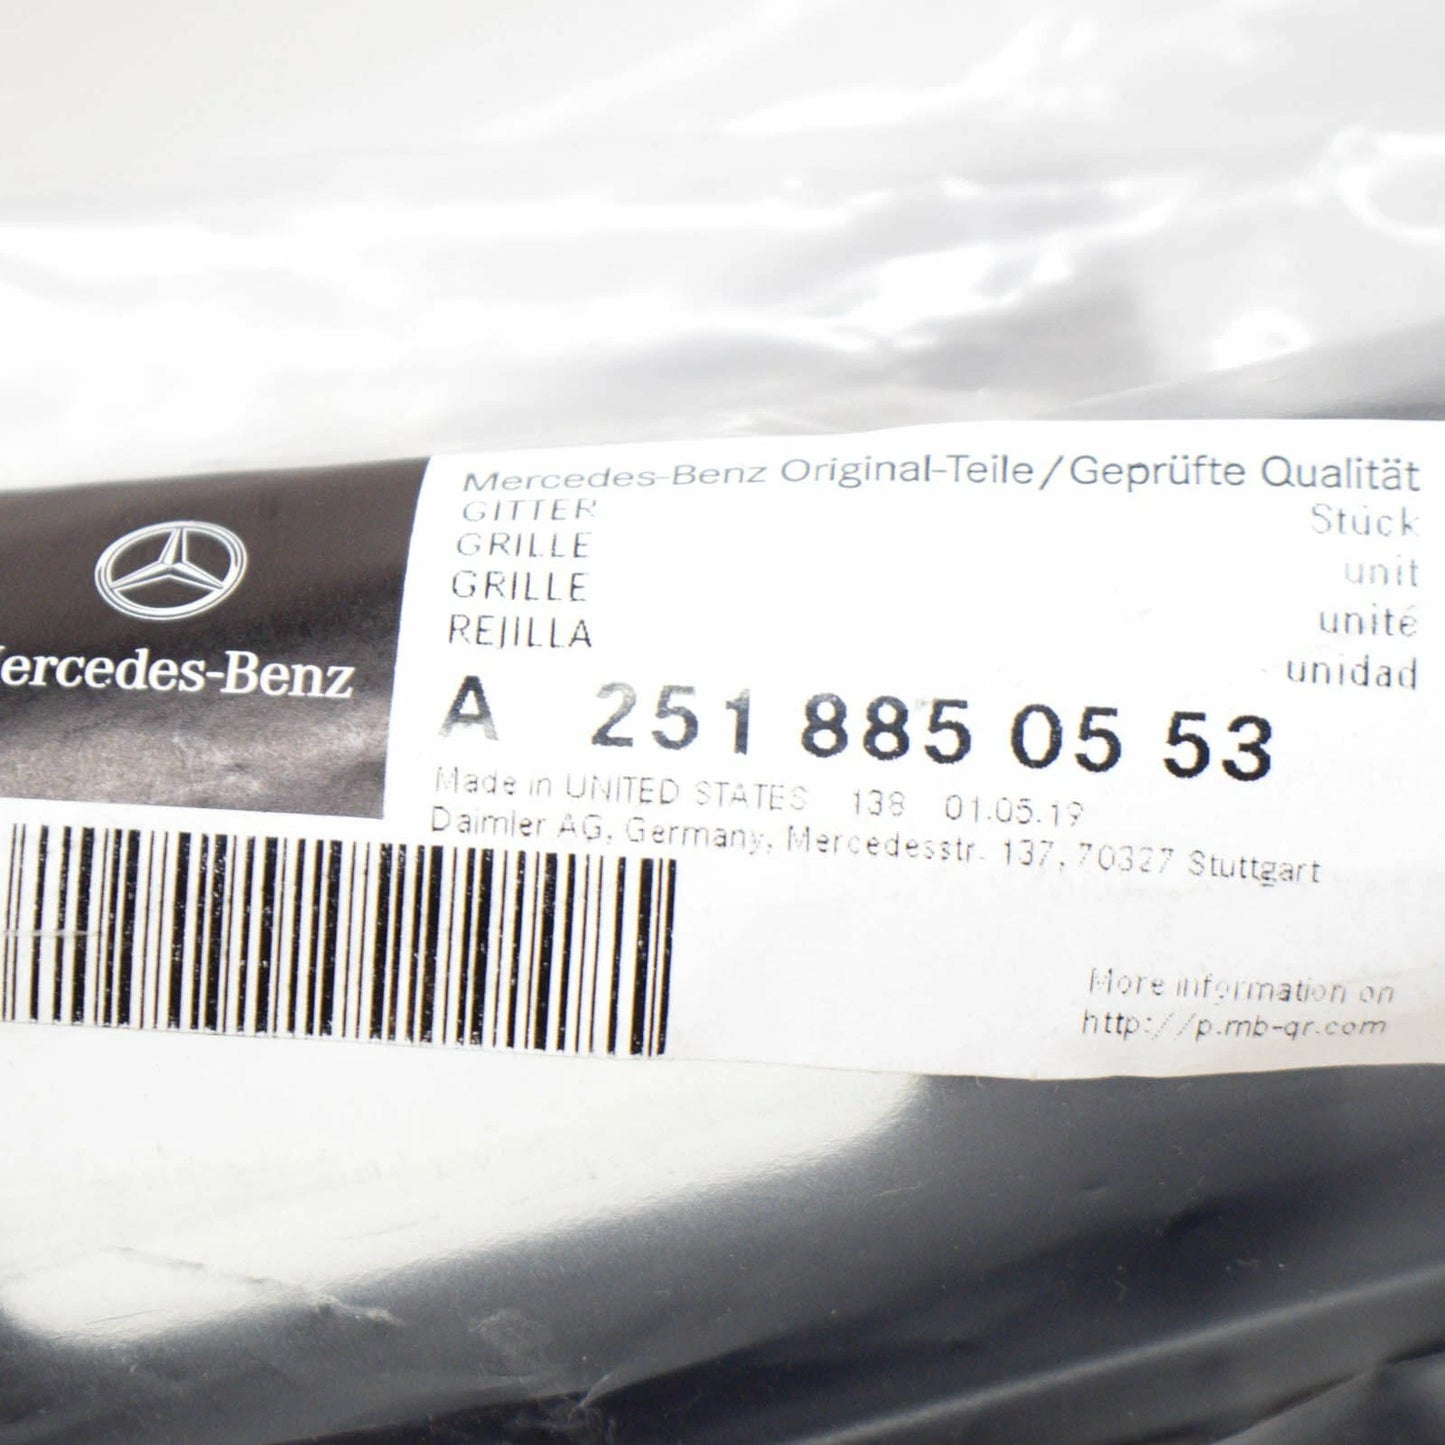 Mercedes-Benz
Mercedes-Benz Original-Teile/Geprüfte Qualität
GITTER Stück
GRILLE unit
GRILLE unité
REJILLA unidad
A 251 885 05 53
Made in UNITED STATES 138 01.05.19
Daimler AG, Germany, Mercedesstr. 137, 70327 Stuttgart
More information on
http://p.mb-qr.com